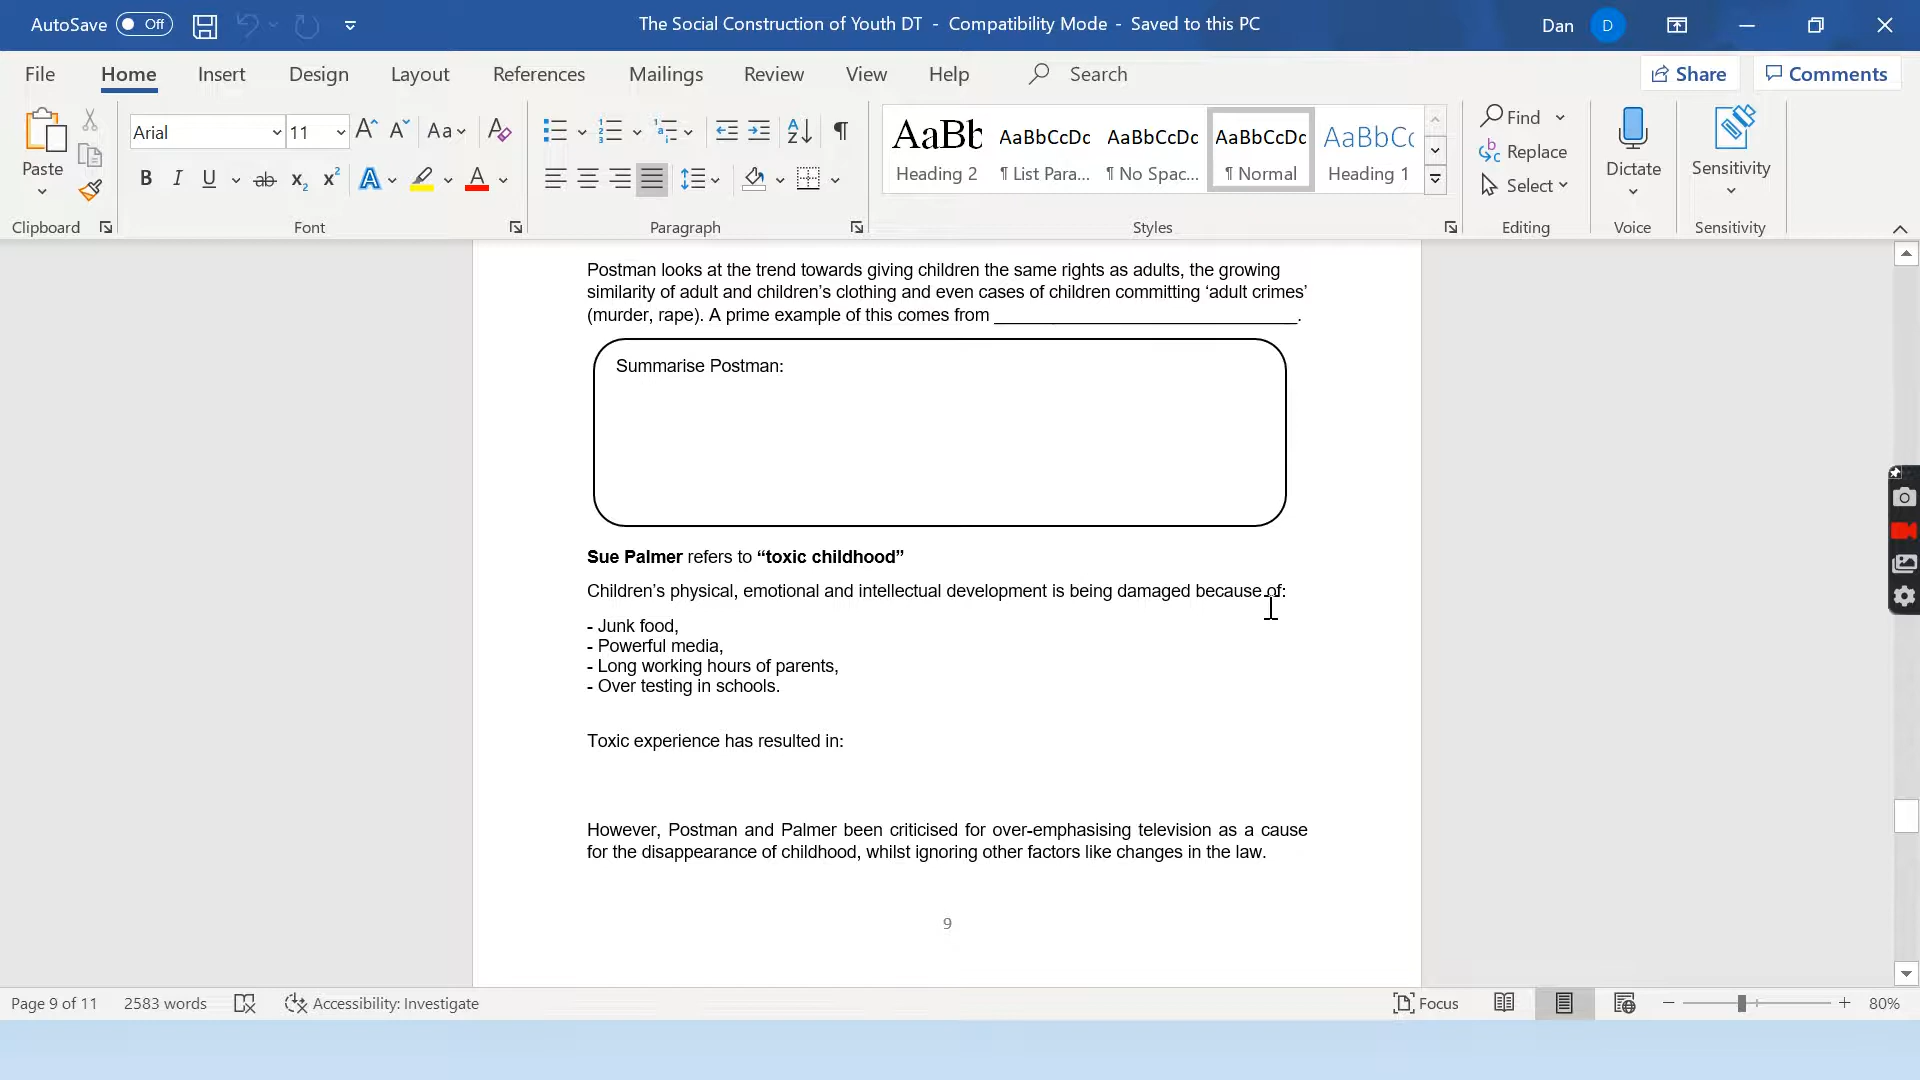 AutoSave Off The Social Construction of Youth DT - Compatibility Mode - Saved to this PC Dan D
File Home Insert Design Layout References Mailings Review View Help Search Share Comments
Paste Arial 11 Aa AaBb AaBbCcDc AaBbCcDc AaBbCcDc AaBbCc Find Replace Select Dictate Sensitivity
Heading 2 ¶ List Para... ¶ No Spac... ¶ Normal Heading 1
Clipboard Font Paragraph Styles Editing Voice Sensitivity
Postman looks at the trend towards giving children the same rights as adults, the growing
similarity of adult and children’s clothing and even cases of children committing ‘adult crimes’
(murder, rape). A prime example of this comes from ______________________________.
Summarise Postman:
Sue Palmer refers to “toxic childhood”
Children’s physical, emotional and intellectual development is being damaged because of:
- Junk food,
- Powerful media,
- Long working hours of parents,
- Over testing in schools.
Toxic experience has resulted in:
However, Postman and Palmer been criticised for over-emphasising television as a cause
for the disappearance of childhood, whilst ignoring other factors like changes in the law.
9
Page 9 of 11 2583 words Accessibility: Investigate Focus 80%